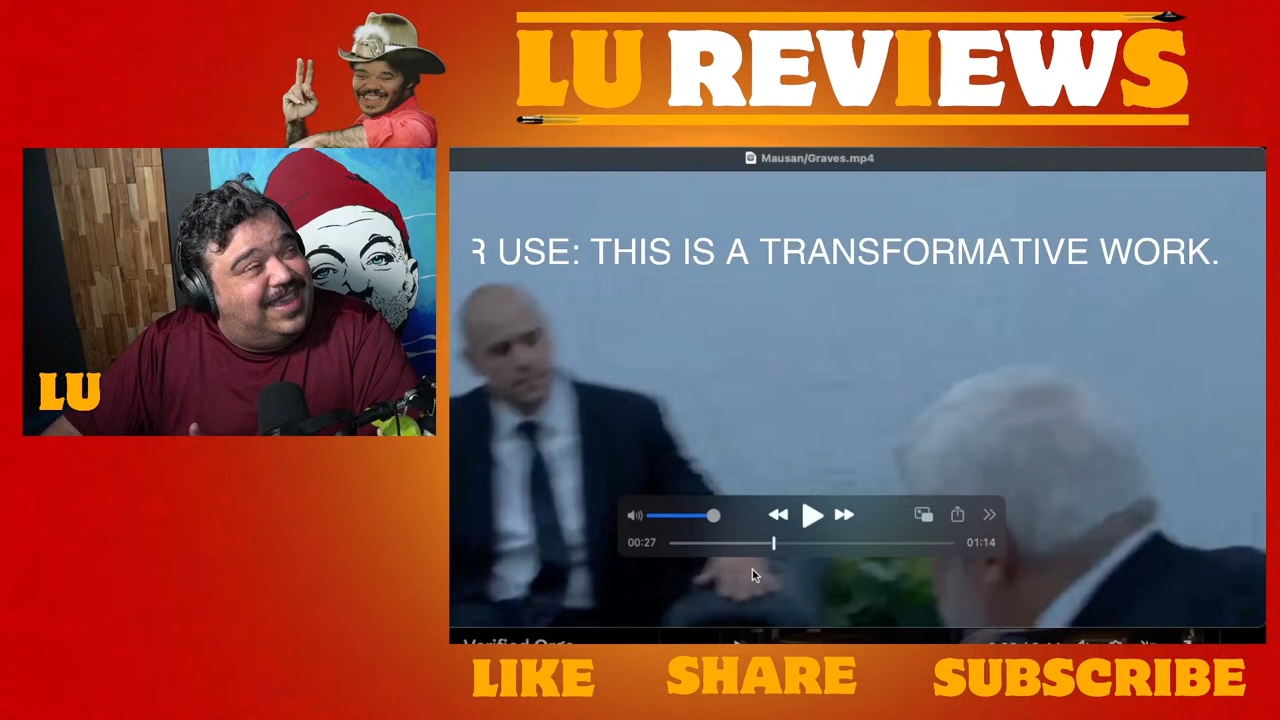 LU REVIEWS
Mausan/Graves.mp4
R USE: THIS IS A TRANSFORMATIVE WORK.
LU
00:27
01:14
LIKE SHARE SUBSCRIBE